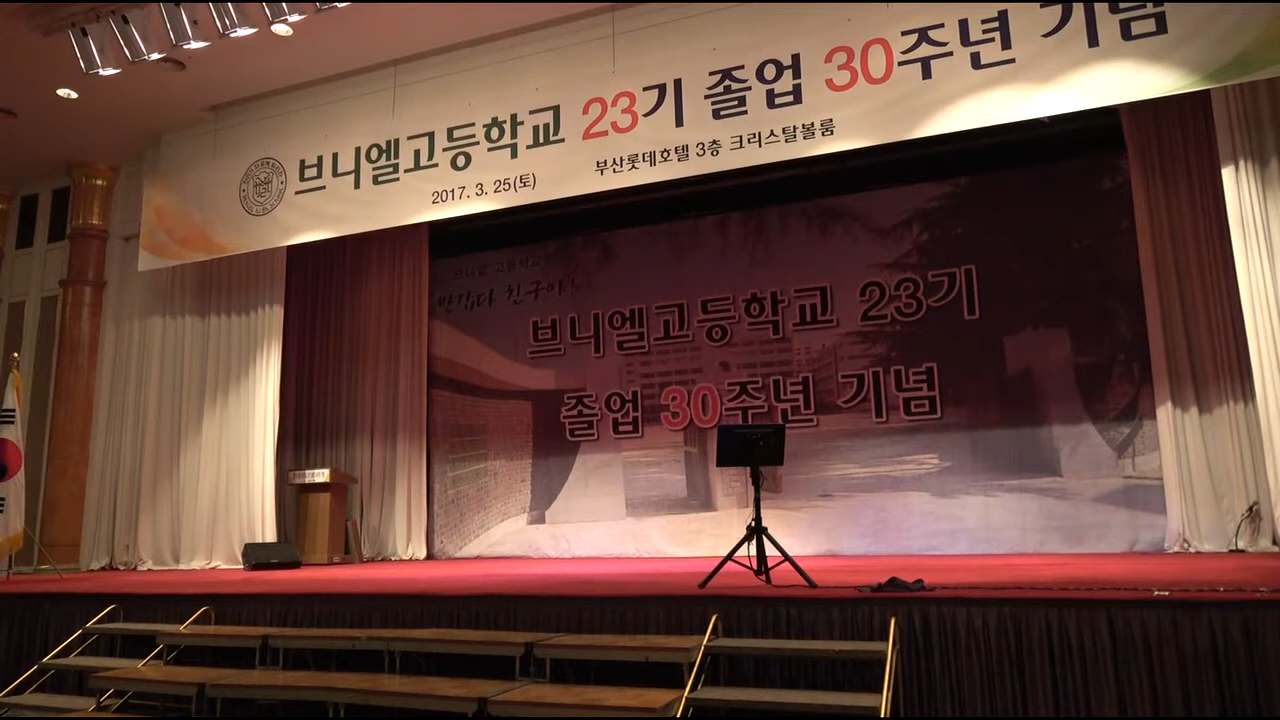 브니엘고등학교 23기 졸업 30주년 기념
2017. 3. 25(토)
부산롯데호텔 3층 크리스탈볼룸
브니엘 고등학교
반갑다 친구야!
브니엘고등학교 23기
졸업 30주년 기념